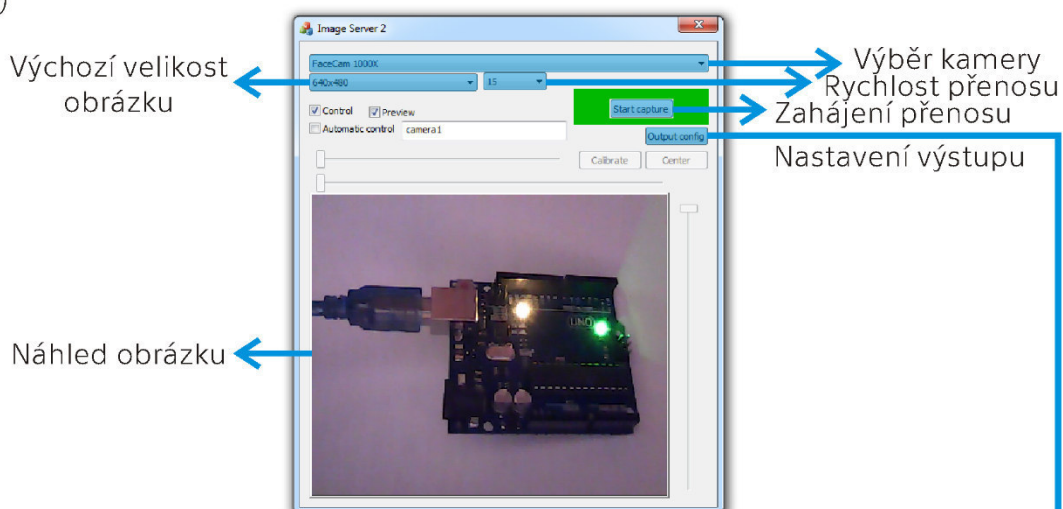 Image Server 2
Výchozí velikost
obrázku
FaceCam 1000X
Výběr kamery
640x480
15
Rychlost přenosu
Control
Preview
Start capture
Zahájení přenosu
Automatic control
camera1
Output config
Nastavení výstupu
Calibrate
Center
UNO
Náhled obrázku